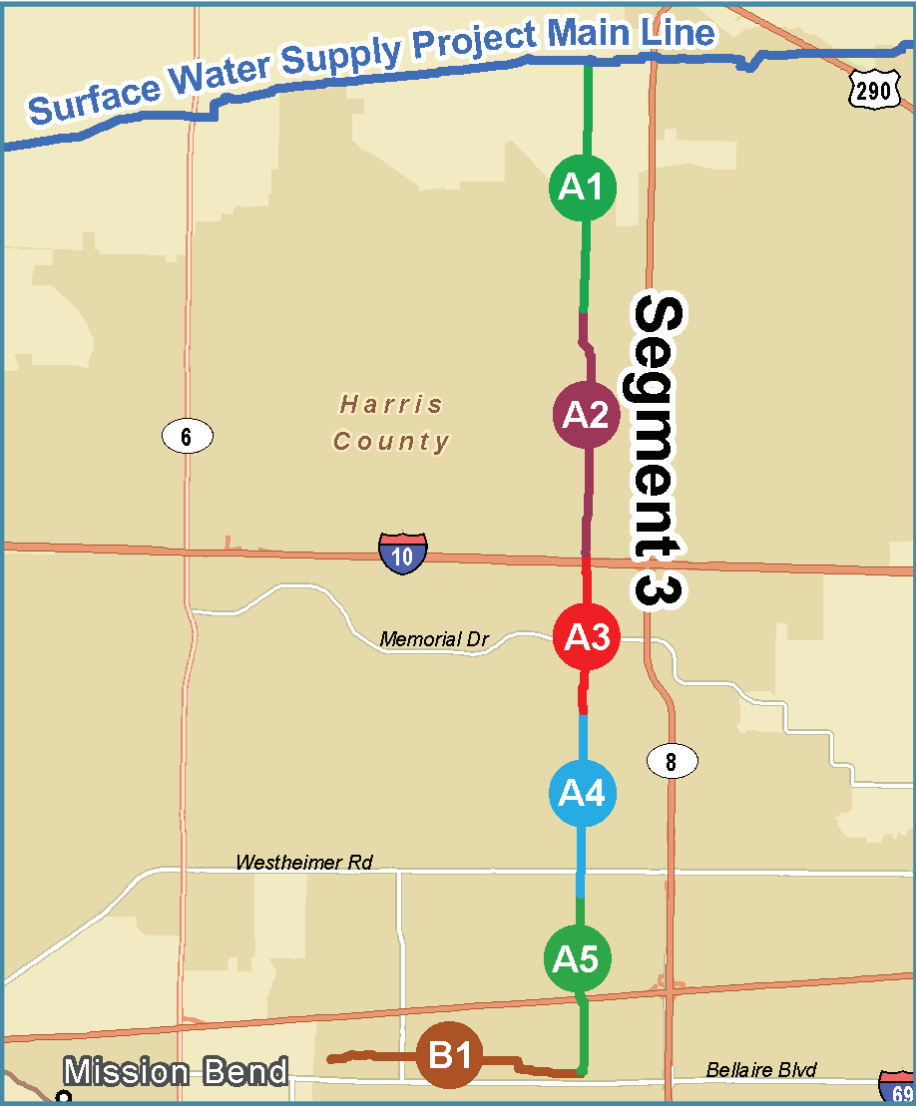 Surface Water Supply Project Main Line
290
A1
Segment 3
Harris
County
A2
6
10
Memorial Dr
A3
8
A4
Westheimer Rd
A5
B1
Mission Bend
Bellaire Blvd
69